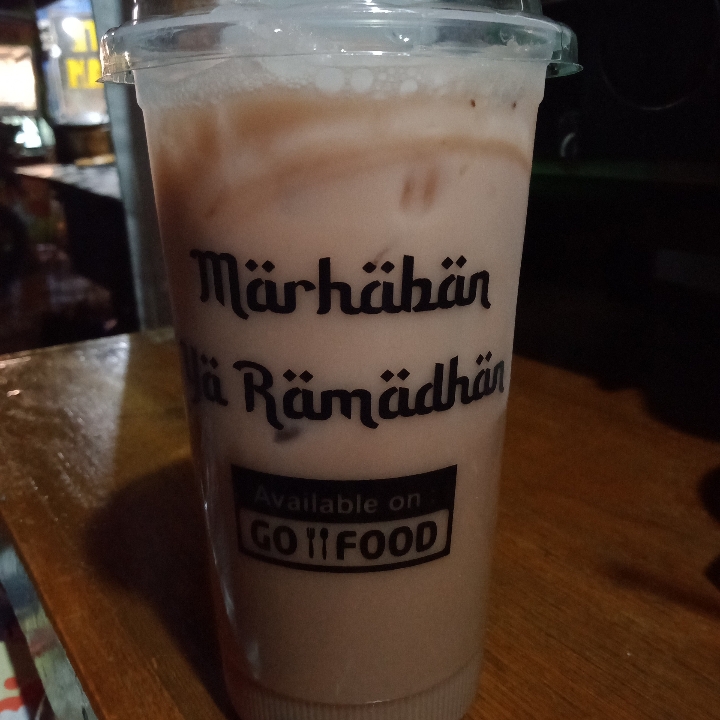 Märhäbän
Yä Rämädhän
Available on :
GO FOOD